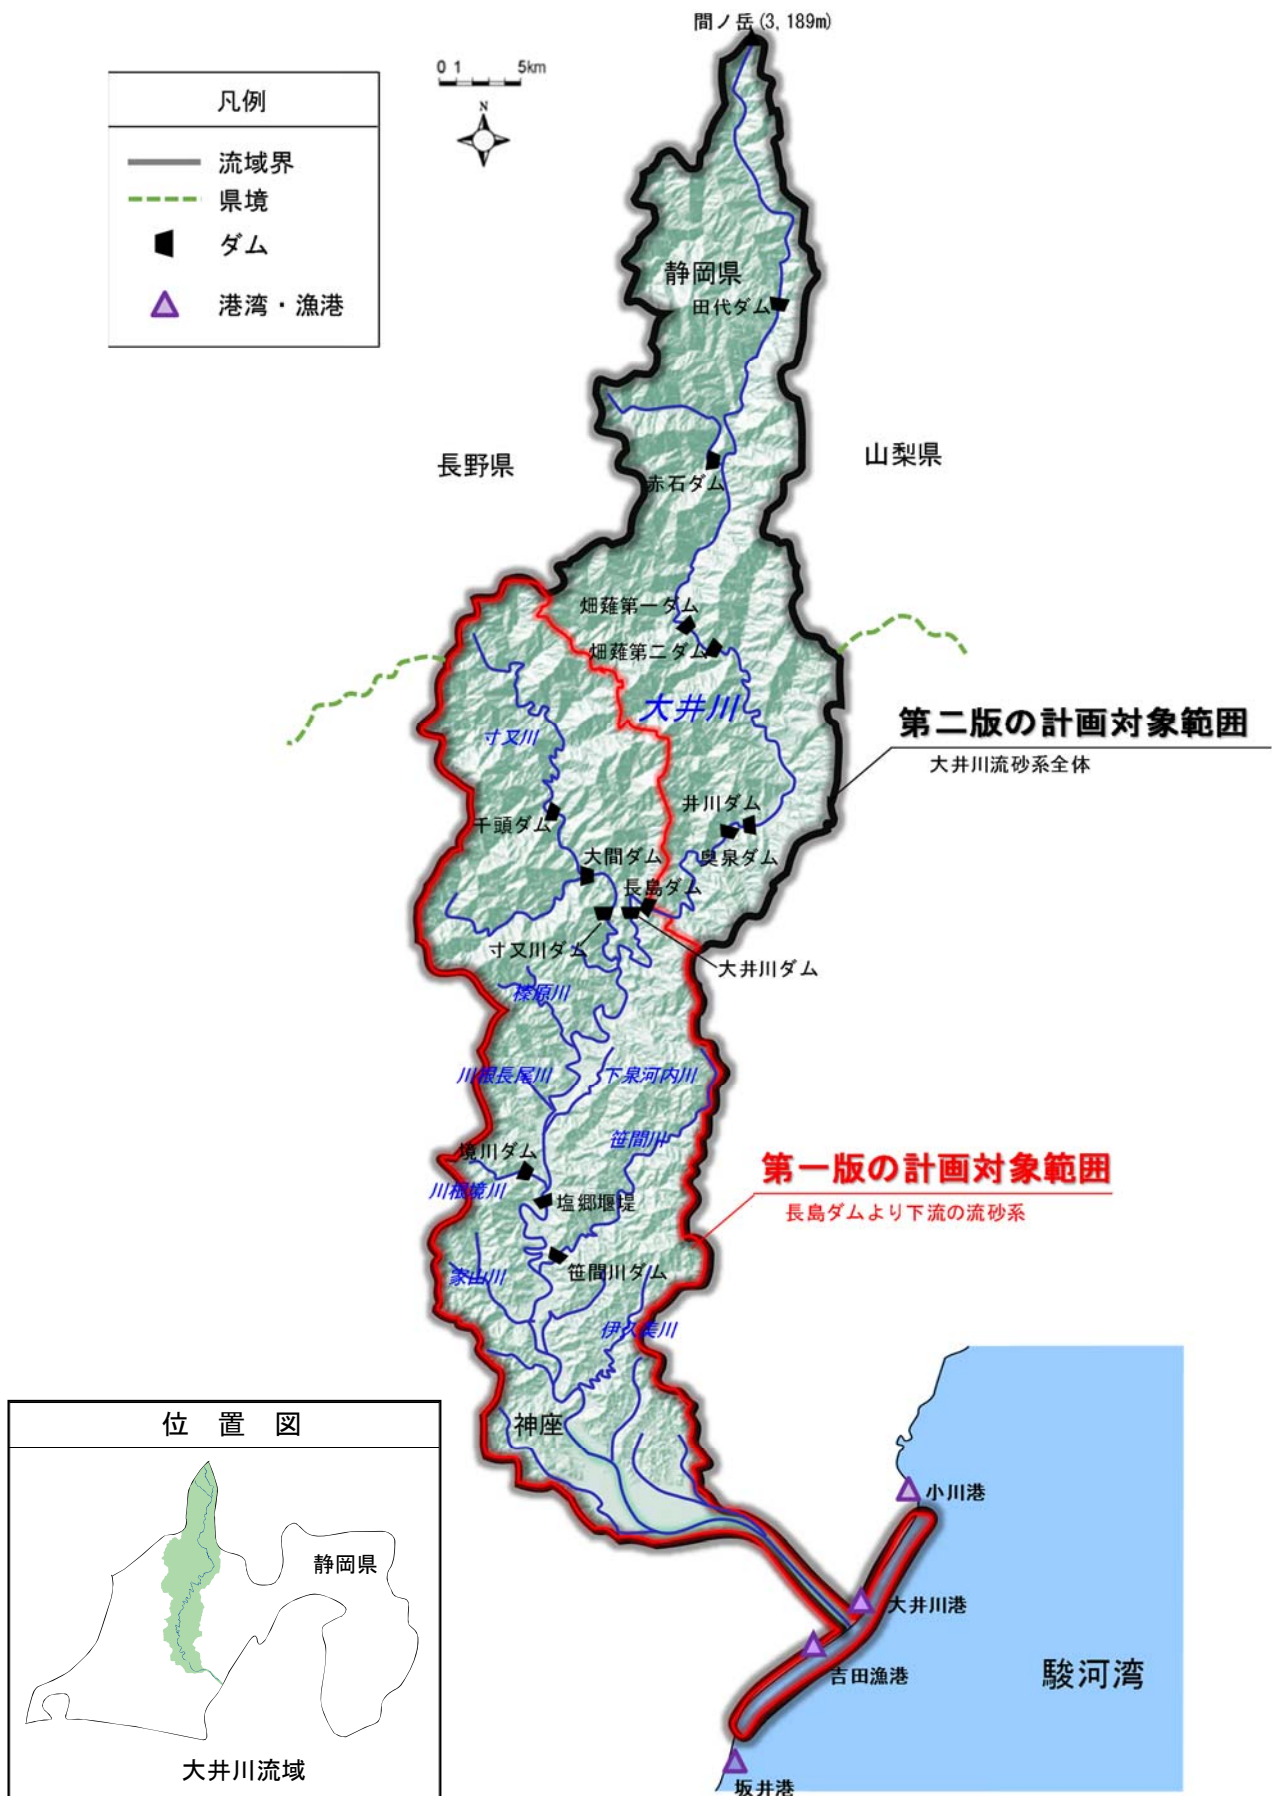 間ノ岳(3,189m)
0 1 5km
N
凡例
流域界
県境
ダム
港湾・漁港
静岡県
田代ダム
長野県
山梨県
赤石ダム
畑薙第一ダム
畑薙第二ダム
大井川
第二版の計画対象範囲
大井川流砂系全体
寸又川
井川ダム
千頭ダム
奥泉ダム
大間ダム
長島ダム
寸又川ダム
大井川ダム
榛原川
川根長尾川
下泉河内川
笹間川
境川ダム
第一版の計画対象範囲
長島ダムより下流の流砂系
川根境川
塩郷堰堤
笹間川ダム
家山川
伊久美川
神座
小川港
大井川港
吉田漁港
駿河湾
坂井港
位置図
静岡県
大井川流域